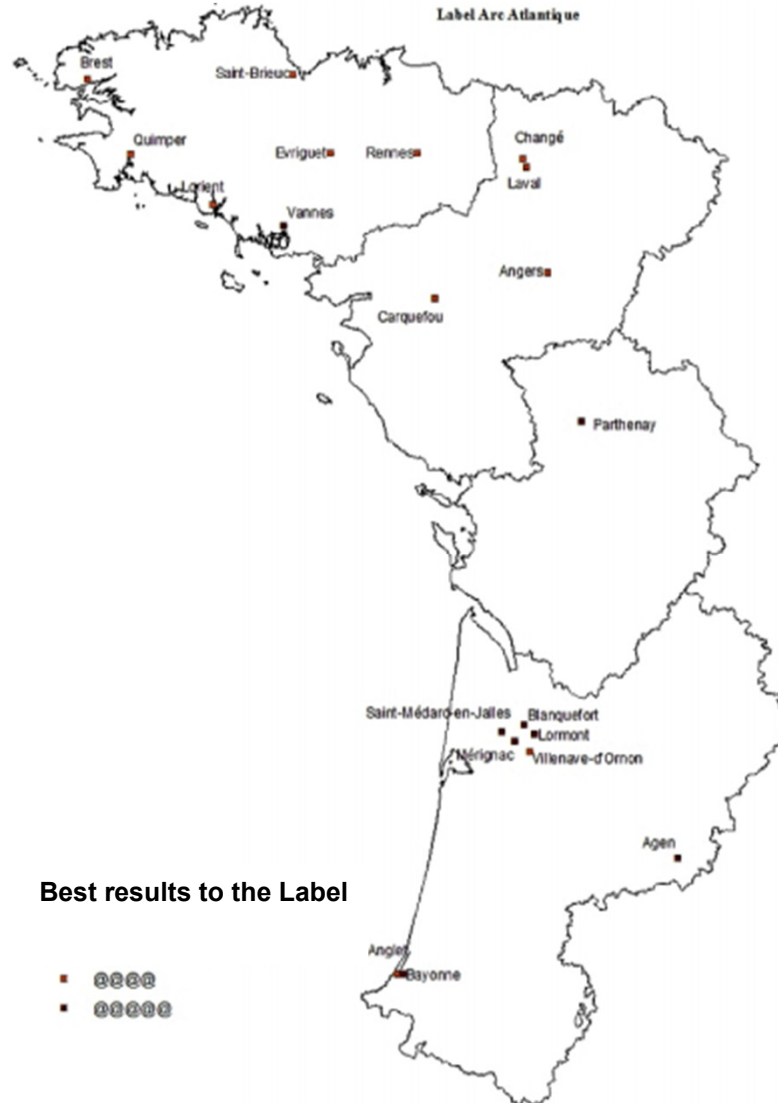 Label Arc Atlantique
Brest
Saint-Brieuc
Quimper
Evriguet
Rennes
Changé
Laval
Lorient
Vannes
Angers
Carquefou
Parthenay
Saint-Médard-en-Jalles
Blanquefort
Lormont
Mérignac
Villenave-d'Ornon
Agen
Best results to the Label
Anglet
Bayonne
@@@@
@@@@@